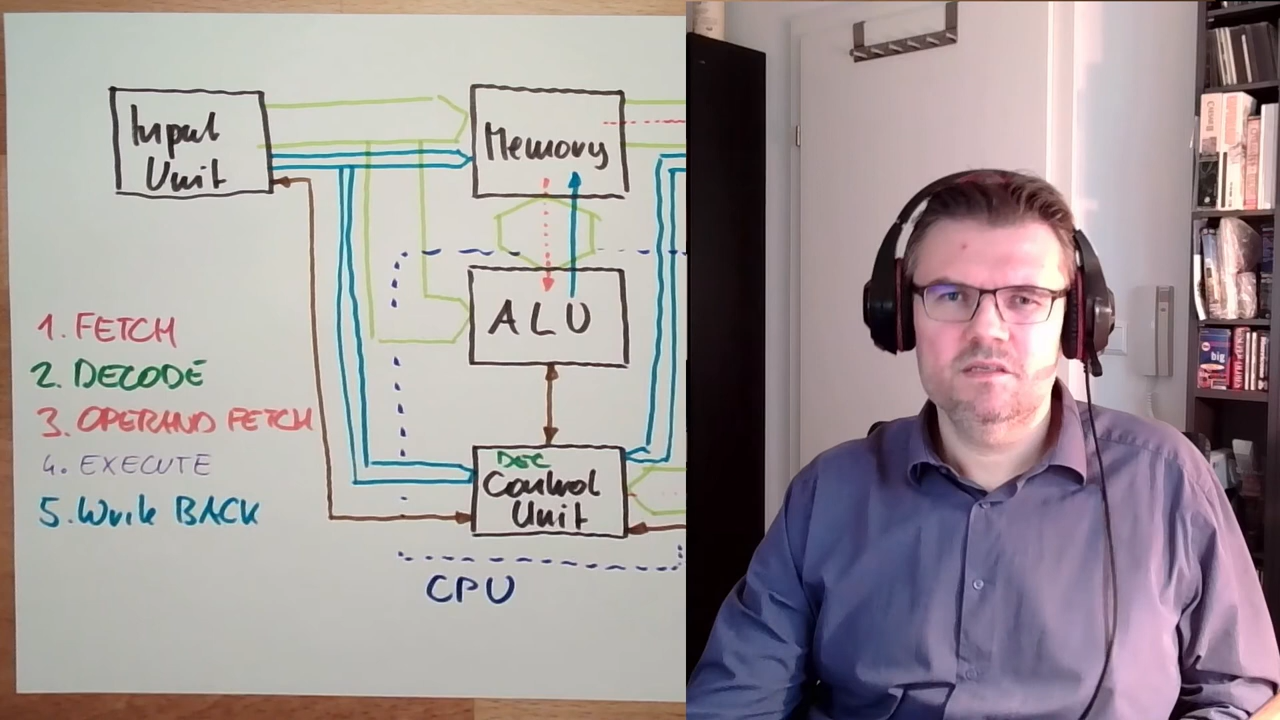 Input
Unit
Memory
ALU
DEC
Control
Unit
CPU
1. FETCH
2. DECODE
3. OPERAND FETCH
4. EXECUTE
5. Write BACK
big